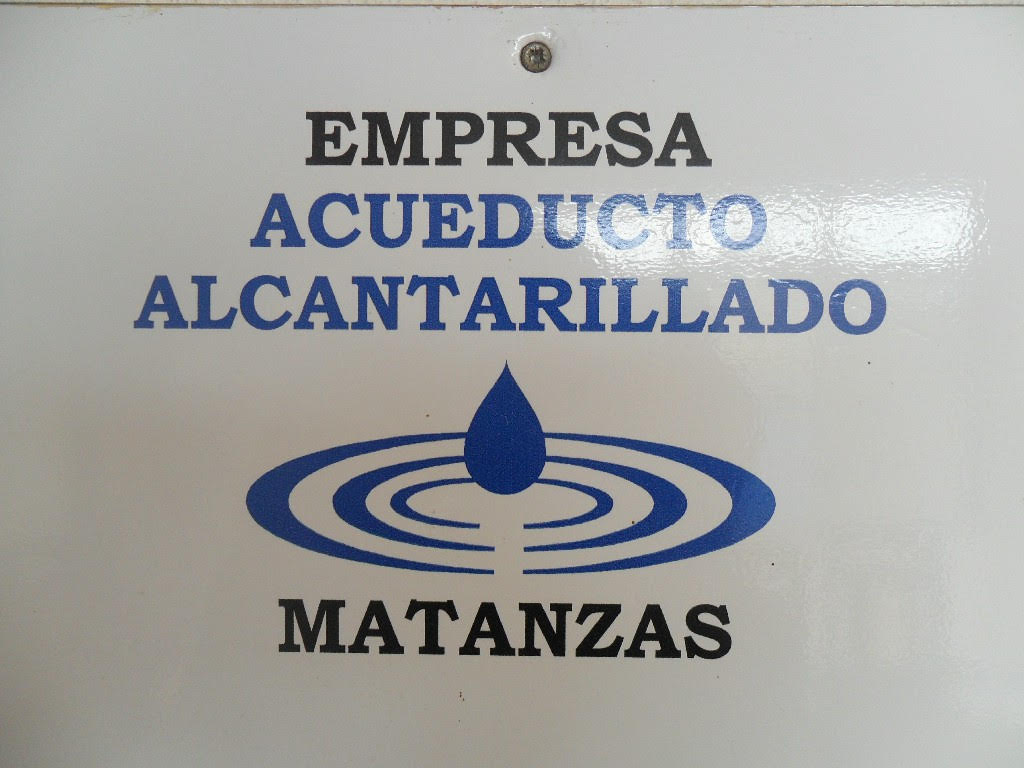 EMPRESA
ACUEDUCTO
ALCANTARILLADO
MATANZAS